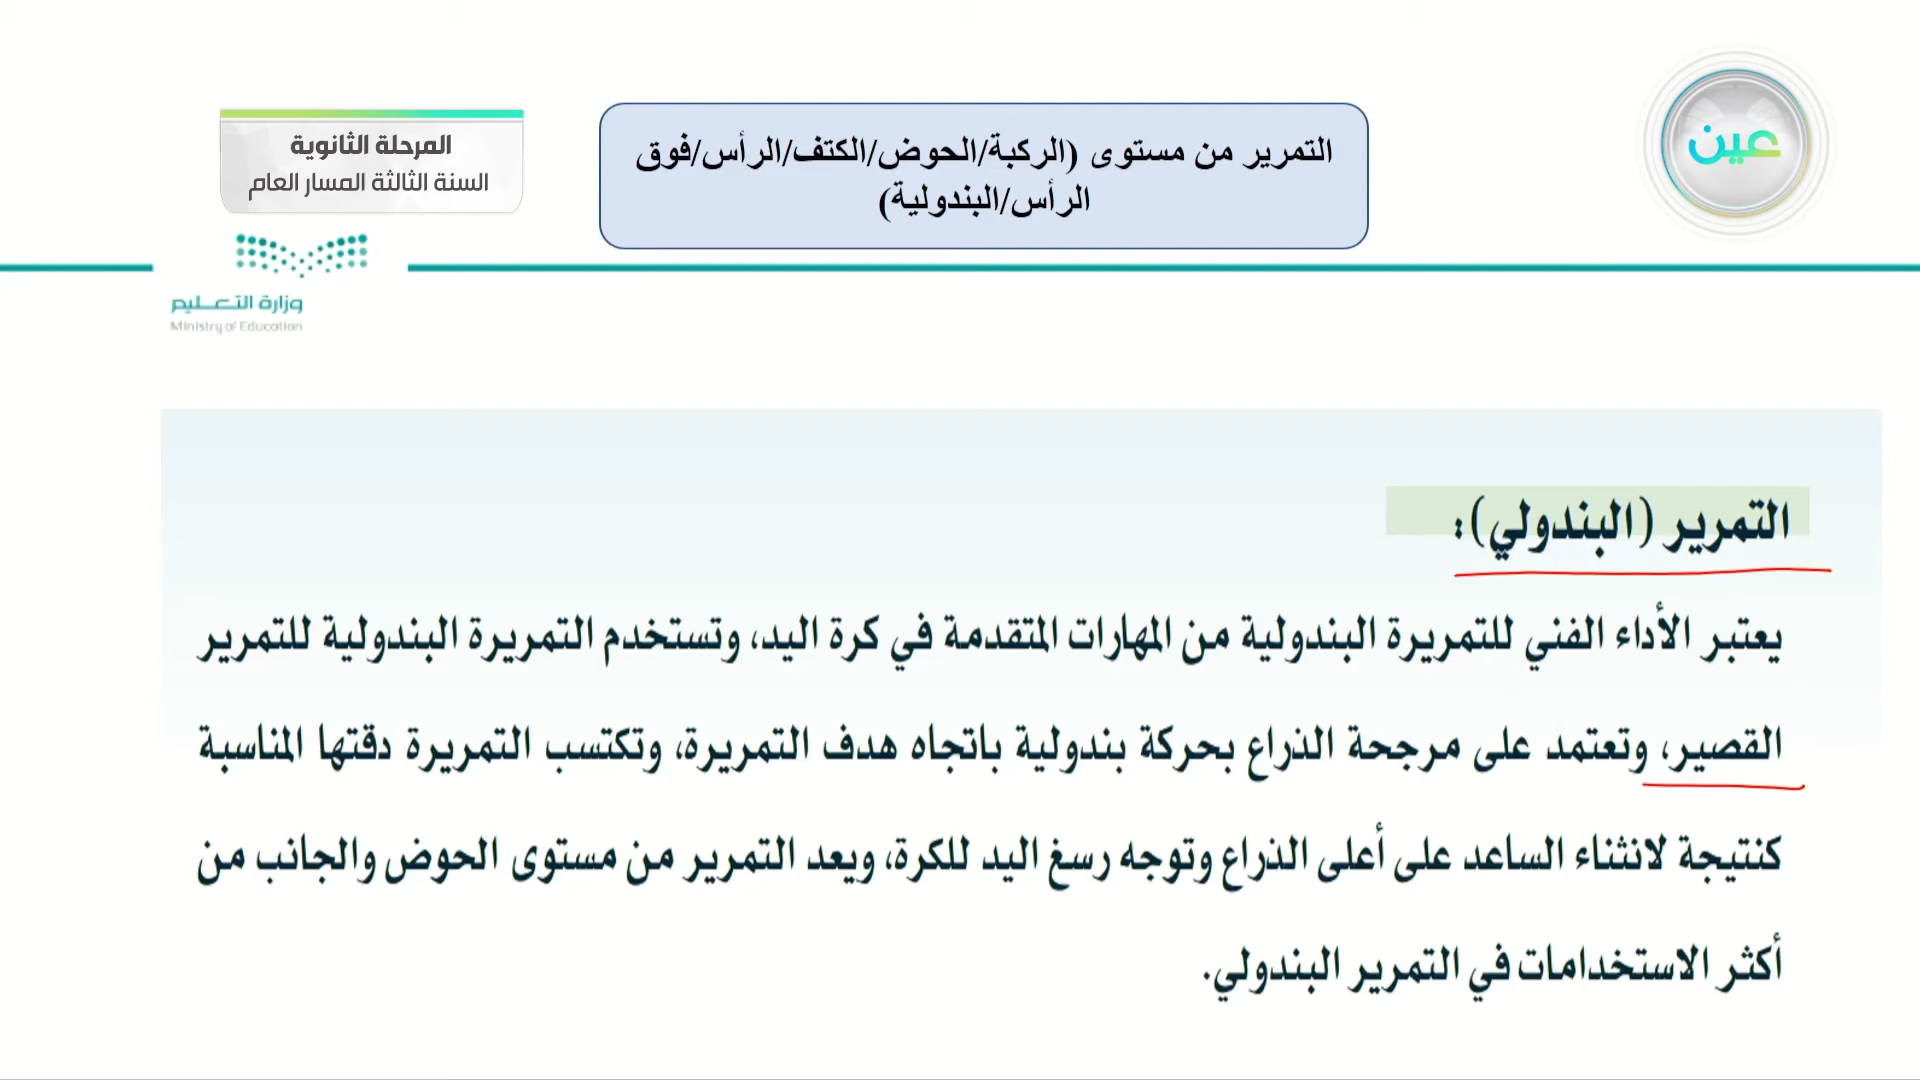 عين
التمرير من مستوى (الركبة/الحوض/الكتف/الرأس/فوق
الرأس/البندولية)
المرحلة الثانوية
السنة الثالثة المسار العام
وزارة التعـليم
Ministry of Education
التمرير (البندولي):
يعتبر الأداء الفني للتمريرة البندولية من المهارات المتقدمة في كرة اليد، وتستخدم التمريرة البندولية للتمرير
القصير، وتعتمد على مرجحة الذراع بحركة بندولية باتجاه هدف التمريرة، وتكتسب التمريرة دقتها المناسبة
كنتيجة لانثناء الساعد على أعلى الذراع وتوجه رسغ اليد للكرة، ويعد التمرير من مستوى الحوض والجانب من
أكثر الاستخدامات في التمرير البندولي.